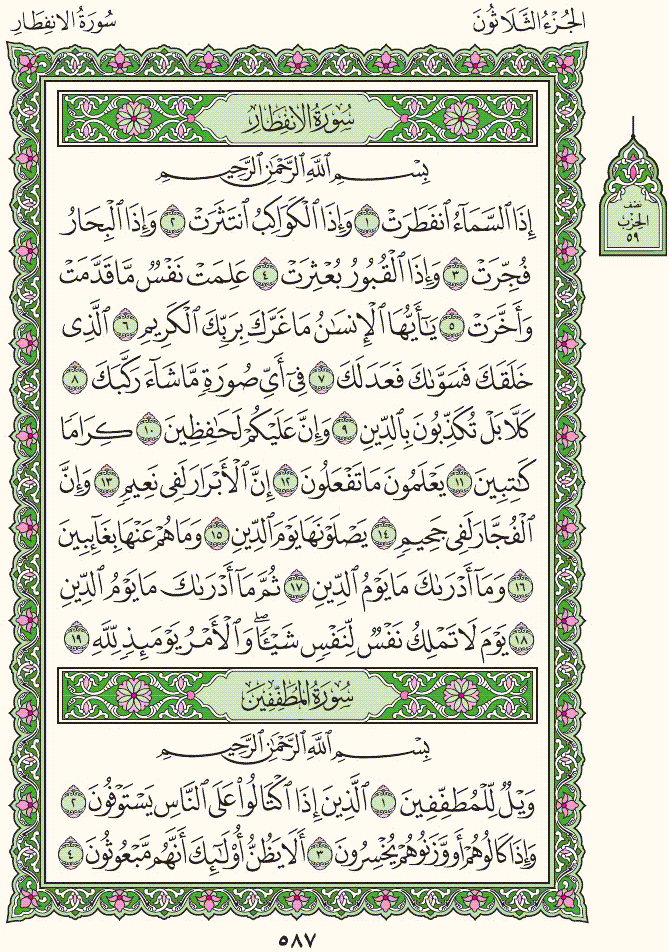 الجُزْءُ الثَّلَاثُونَ
سُورَةُ الانفِطَارِ
سُورَةُ الانفِطَارِ
بِسْمِ ٱللَّهِ ٱلرَّحْمَٰنِ ٱلرَّحِيمِ
إِذَا ٱلسَّمَآءُ ٱنفَطَرَتْ ١ وَإِذَا ٱلْكَوَاكِبُ ٱنتَثَرَتْ ٢ وَإِذَا ٱلْبِحَارُ
نصف
الحزب
٥٩
فُجِّرَتْ ٣ وَإِذَا ٱلْقُبُورُ بُعْثِرَتْ ٤ عَلِمَتْ نَفْسٌ مَّا قَدَّمَتْ
وَأَخَّرَتْ ٥ يَٰٓأَيُّهَا ٱلْإِنسَٰنُ مَا غَرَّكَ بِرَبِّكَ ٱلْكَرِيمِ ٦ ٱلَّذِى
خَلَقَكَ فَسَوَّىٰكَ فَعَدَلَكَ ٧ فِىٓ أَىِّ صُورَةٍ مَّا شَآءَ رَكَّبَكَ ٨
كَلَّا بَلْ تُكَذِّبُونَ بِٱلدِّينِ ٩ وَإِنَّ عَلَيْكُمْ لَحَٰفِظِينَ ١٠ كِرَامًا
كَٰتِبِينَ ١١ يَعْلَمُونَ مَا تَفْعَلُونَ ١٢ إِنَّ ٱلْأَبْرَارَ لَفِى نَعِيمٍ ١٣ وَإِنَّ
ٱلْفُجَّارَ لَفِى جَحِيمٍ ١٤ يَصْلَوْنَهَا يَوْمَ ٱلدِّينِ ١٥ وَمَا هُمْ عَنْهَا بِغَآئِبِينَ
١٦ وَمَآ أَدْرَىٰكَ مَا يَوْمُ ٱلدِّينِ ١٧ ثُمَّ مَآ أَدْرَىٰكَ مَا يَوْمُ ٱلدِّينِ
١٨ يَوْمَ لَا تَمْلِكُ نَفْسٌ لِّنَفْسٍ شَيْـًٔا ۖ وَٱلْأَمْرُ يَوْمَئِذٍ لِّلَّهِ ١٩
سُورَةُ المُطَفِّفِينَ
بِسْمِ ٱللَّهِ ٱلرَّحْمَٰنِ ٱلرَّحِيمِ
وَيْلٌ لِّلْمُطَفِّفِينَ ١ ٱلَّذِينَ إِذَا ٱكْتَالُوا۟ عَلَى ٱلنَّاسِ يَسْتَوْفُونَ ٢
وَإِذَا كَالُوهُمْ أَو وَّزَنُوهُمْ يُخْسِرُونَ ٣ أَلَا يَظُنُّ أُو۟لَٰٓئِكَ أَنَّهُم مَّبْعُوثُونَ ٤
٥٨٧